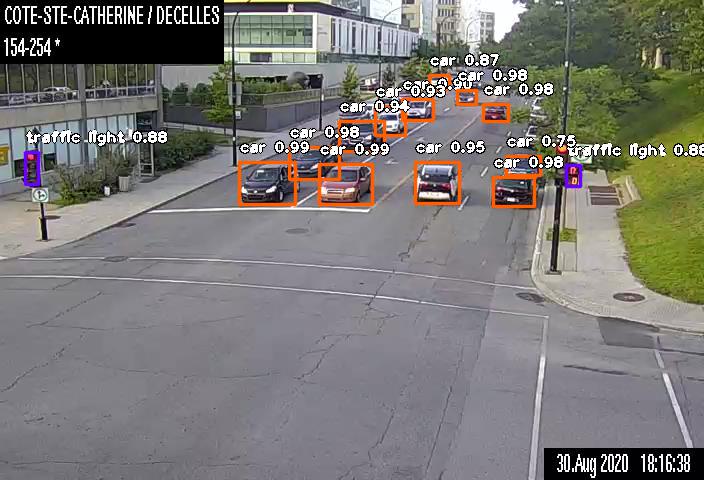 COTE-STE-CATHERINE / DECELLES
154-254 *
car 0.87
car 0.98
car 0.98
car 0.93
car 0.94
traffic light 0.88
car 0.98
car 0.99
car 0.99
car 0.95
car 0.75
car 0.98
traffic light 0.88
30.Aug 2020 18:16:38